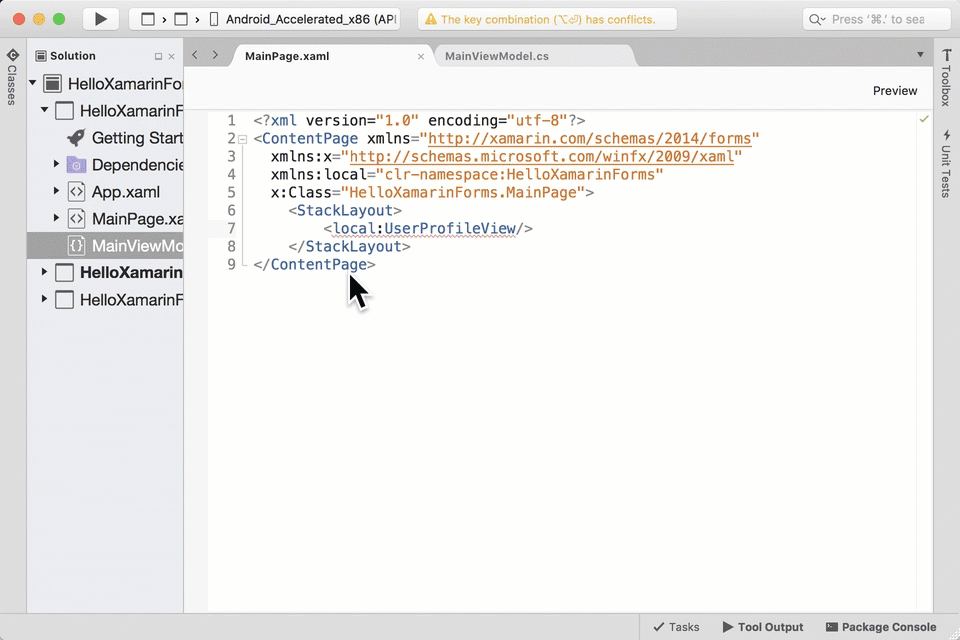 Android_Accelerated_x86 (API
The key combination (⌥⏎) has conflicts.
Press ‘⌘.’ to sea
Classes
Solution
HelloXamarinFo
HelloXamarinF
Getting Start
Dependencie
App.xaml
MainPage.xa
MainViewMo
HelloXamarin
HelloXamarinF
MainPage.xaml
MainViewModel.cs
Preview
1 <?xml version="1.0" encoding="utf-8"?>
2 <ContentPage xmlns="http://xamarin.com/schemas/2014/forms"
3 xmlns:x="http://schemas.microsoft.com/winfx/2009/xaml"
4 xmlns:local="clr-namespace:HelloXamarinForms"
5 x:Class="HelloXamarinForms.MainPage">
6 <StackLayout>
7 <local:UserProfileView/>
8 </StackLayout>
9 </ContentPage>
Toolbox
Unit Tests
Tasks
Tool Output
Package Console